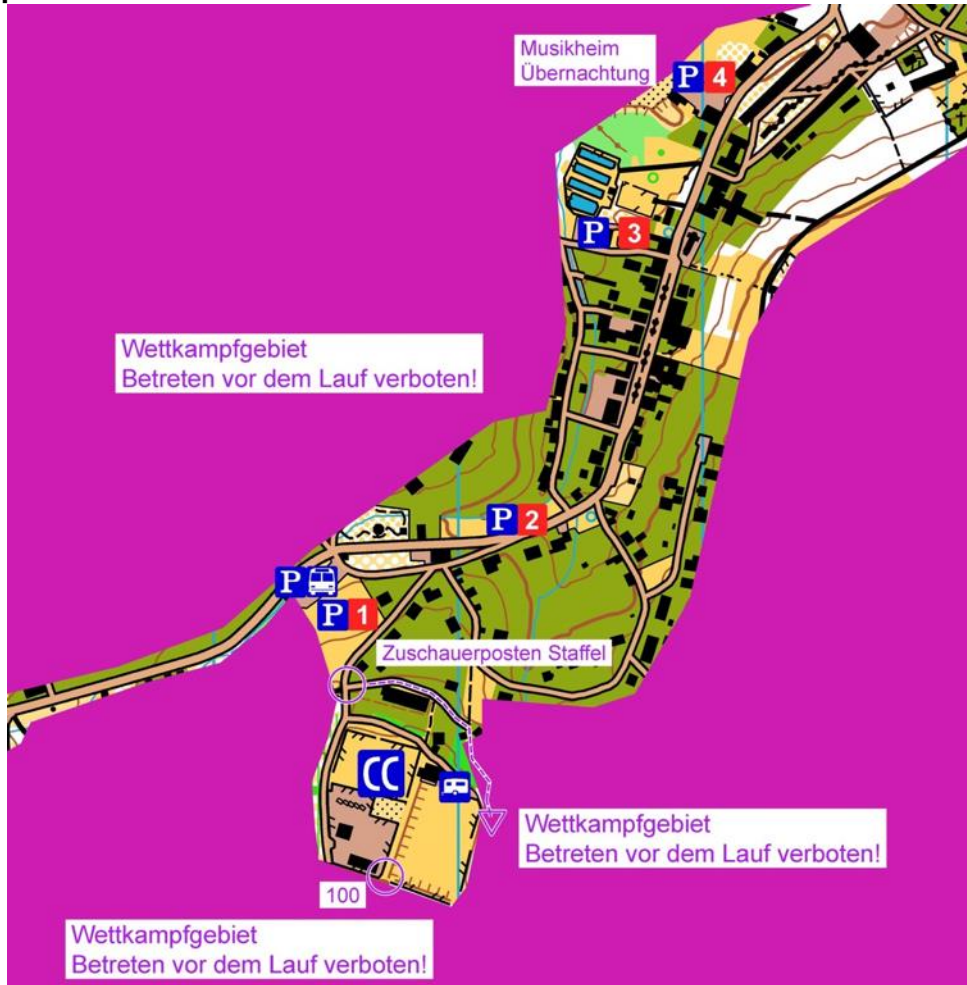 Musikheim
Übernachtung
P 4
P 3
Wettkampfgebiet
Betreten vor dem Lauf verboten!
P 2
P
P 1
Zuschauerposten Staffel
CC
Wettkampfgebiet
Betreten vor dem Lauf verboten!
100
Wettkampfgebiet
Betreten vor dem Lauf verboten!